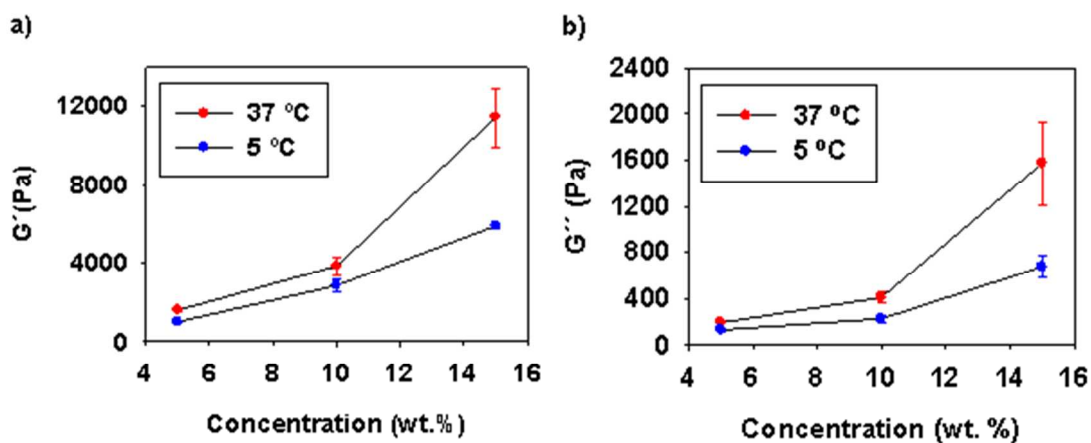 a)
G´(Pa)
12000
8000
4000
0
37 ºC
5 ºC
4 6 8 10 12 14 16
Concentration (wt.%)
b)
G´´ (Pa)
2400
2000
1600
1200
800
400
0
37 ºC
5 ºC
4 6 8 10 12 14 16
Concentration (wt. %)